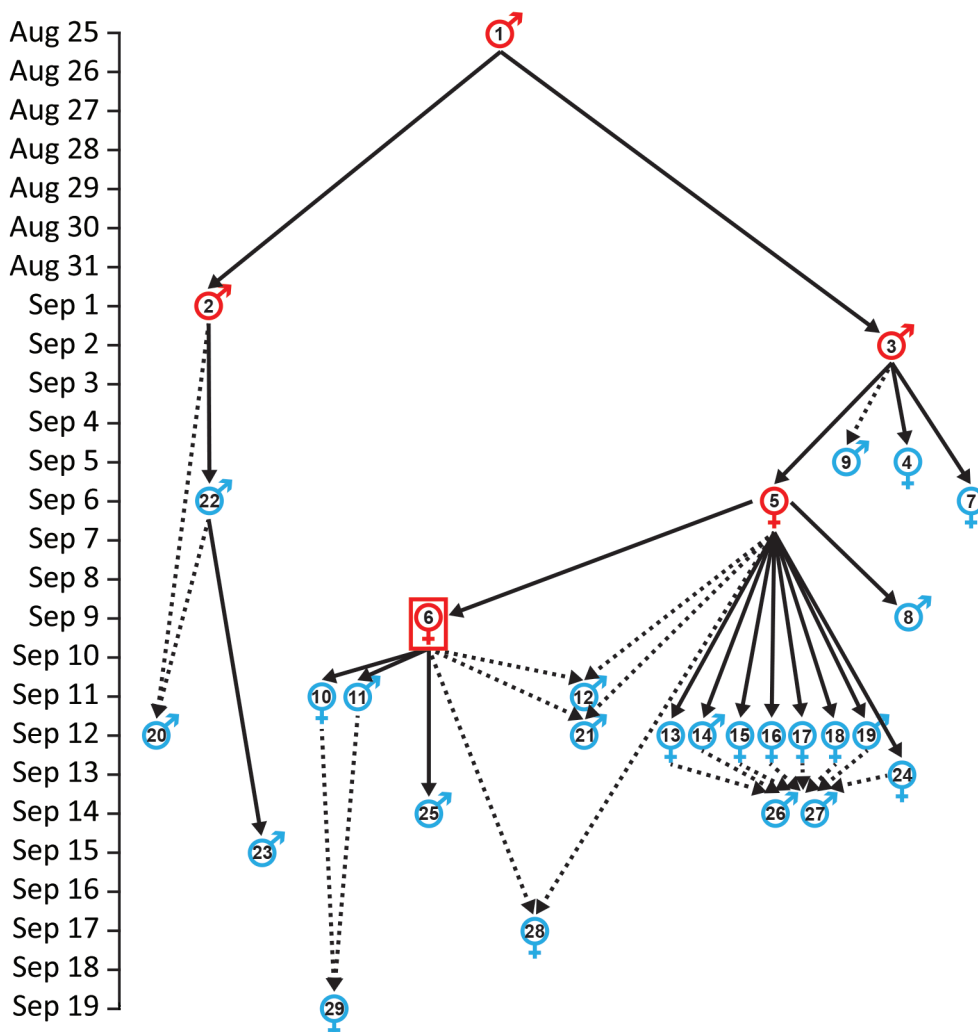 Aug 25
1
Aug 26
Aug 27
Aug 28
Aug 29
Aug 30
Aug 31
Sep 1
2
Sep 2
3
Sep 3
Sep 4
Sep 5
9 4
Sep 6
22 5 7
Sep 7
Sep 8
Sep 9
6 8
Sep 10
Sep 11
10 11 12
Sep 12
20 21 13 14 15 16 17 18 19
Sep 13
24
Sep 14
25 26 27
Sep 15
23
Sep 16
Sep 17
28
Sep 18
Sep 19
29